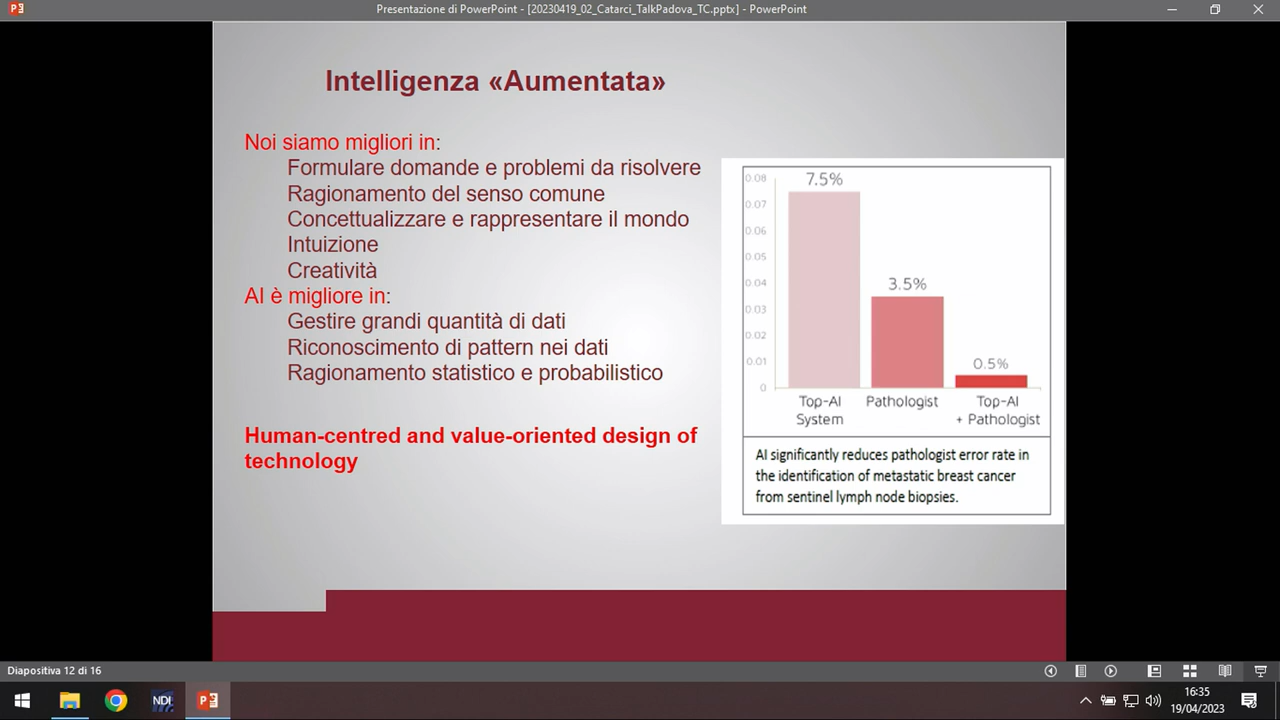 Presentazione di PowerPoint - [20230419_02_Catarci_TalkPadova_TC.pptx] - PowerPoint
Intelligenza «Aumentata»
Noi siamo migliori in:
Formulare domande e problemi da risolvere
Ragionamento del senso comune
Concettualizzare e rappresentare il mondo
Intuizione
Creatività
AI è migliore in:
Gestire grandi quantità di dati
Riconoscimento di pattern nei dati
Ragionamento statistico e probabilistico
Human-centred and value-oriented design of
technology
0.08
0.07
0.06
0.05
0.04
0.03
0.02
0.01
0
7.5%
3.5%
0.5%
Top-AI
System
Pathologist
Top-AI
+ Pathologist
AI significantly reduces pathologist error rate in
the identification of metastatic breast cancer
from sentinel lymph node biopsies.
Diapositiva 12 di 16
NDI
16:35
19/04/2023